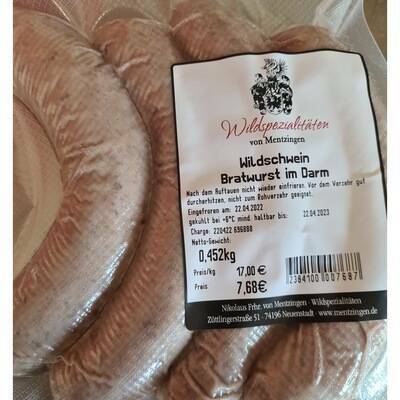 Wildspezialitäten
von Mentzingen
Wildschwein
Bratwurst im Darm
Nach dem Auftauen nicht wieder einfrieren. Vor dem Verzehr gut
durcherhitzen, nicht zum Rohverzehr geeignet.
Eingefroren am: 22.04.2022
gekühlt bei -6°C mind. haltbar bis: 22.04.2023
Charge: 220422 696888
Netto-Gewicht:
0,452kg
Preis/kg 17,00 €
Preis 7,68€
2364100007687
Nikolaus Frhr. von Mentzingen · Wildspezialitäten
Züttlingerstraße 51 · 74196 Neuenstadt · www.mentzingen.de